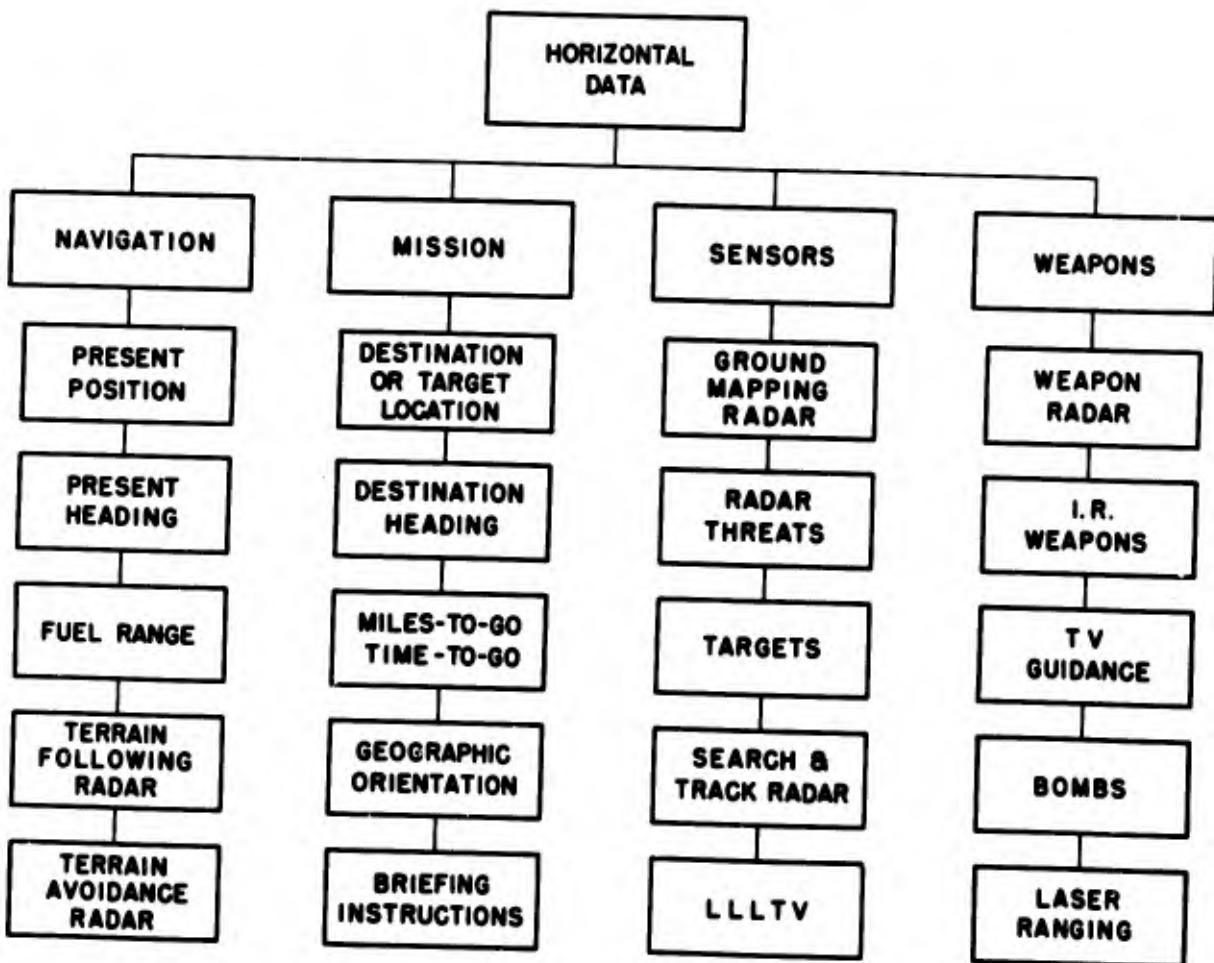 HORIZONTAL
DATA
NAVIGATION
MISSION
SENSORS
WEAPONS
PRESENT
POSITION
DESTINATION
OR TARGET
LOCATION
GROUND
MAPPING
RADAR
WEAPON
RADAR
PRESENT
HEADING
DESTINATION
HEADING
RADAR
THREATS
I.R.
WEAPONS
FUEL RANGE
MILES-TO-GO
TIME-TO-GO
TARGETS
TV
GUIDANCE
TERRAIN
FOLLOWING
RADAR
GEOGRAPHIC
ORIENTATION
SEARCH &
TRACK RADAR
BOMBS
TERRAIN
AVOIDANCE
RADAR
BRIEFING
INSTRUCTIONS
LLLTV
LASER
RANGING